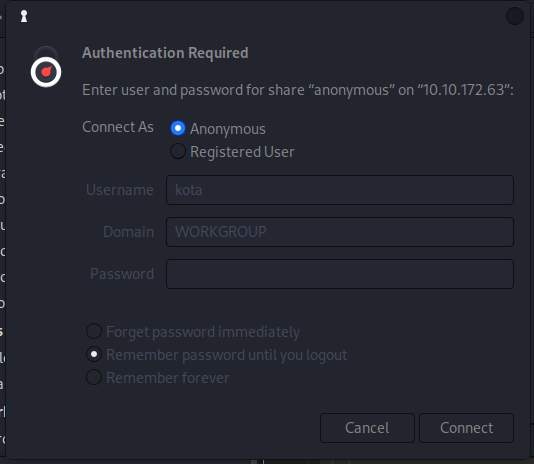 Authentication Required
Enter user and password for share “anonymous” on “10.10.172.63”:
Connect As Anonymous
Registered User
Username kota
Domain WORKGROUP
Password
Forget password immediately
Remember password until you logout
Remember forever
Cancel Connect